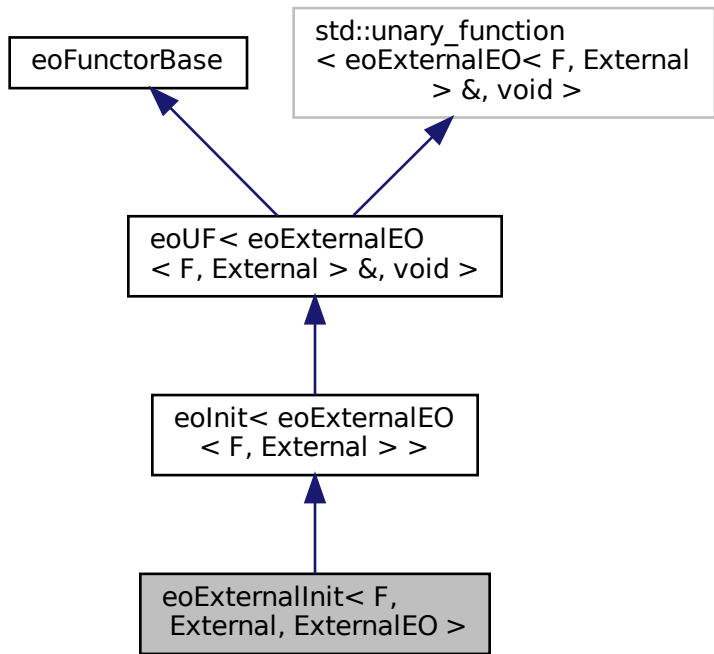 eoFunctorBase
std::unary_function
< eoExternalEO< F, External
> &, void >
eoUF< eoExternalEO
< F, External > &, void >
eoInit< eoExternalEO
< F, External > >
eoExternalInit< F,
External, ExternalEO >